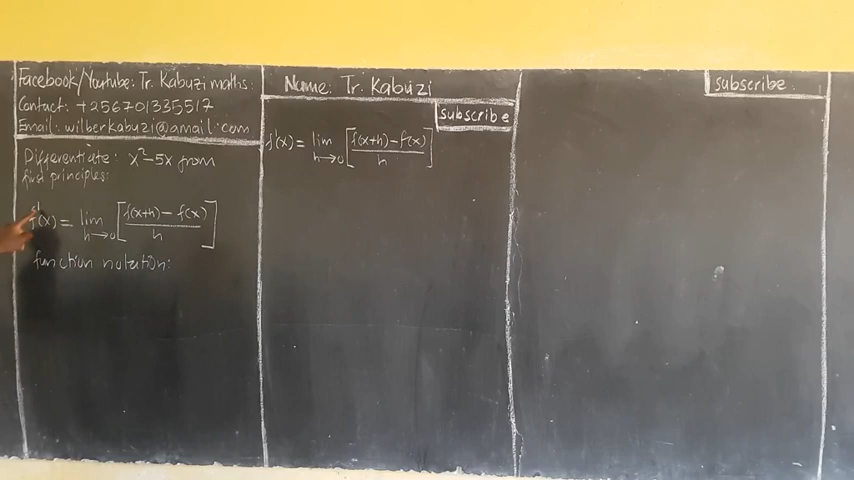 Facebook/Youtube: Tr. Kabuzi maths.
Contact: +256701335517
Email: wilberkabuzi@gmail.com
Differentiate: x²-5x from
first principles:
f'(x) = lim h→0 [f(x+h) - f(x) / h]
function notation:
Name: Tr. Kabuzi
subscribe
f'(x) = lim h→0 [f(x+h) - f(x) / h]
subscribe